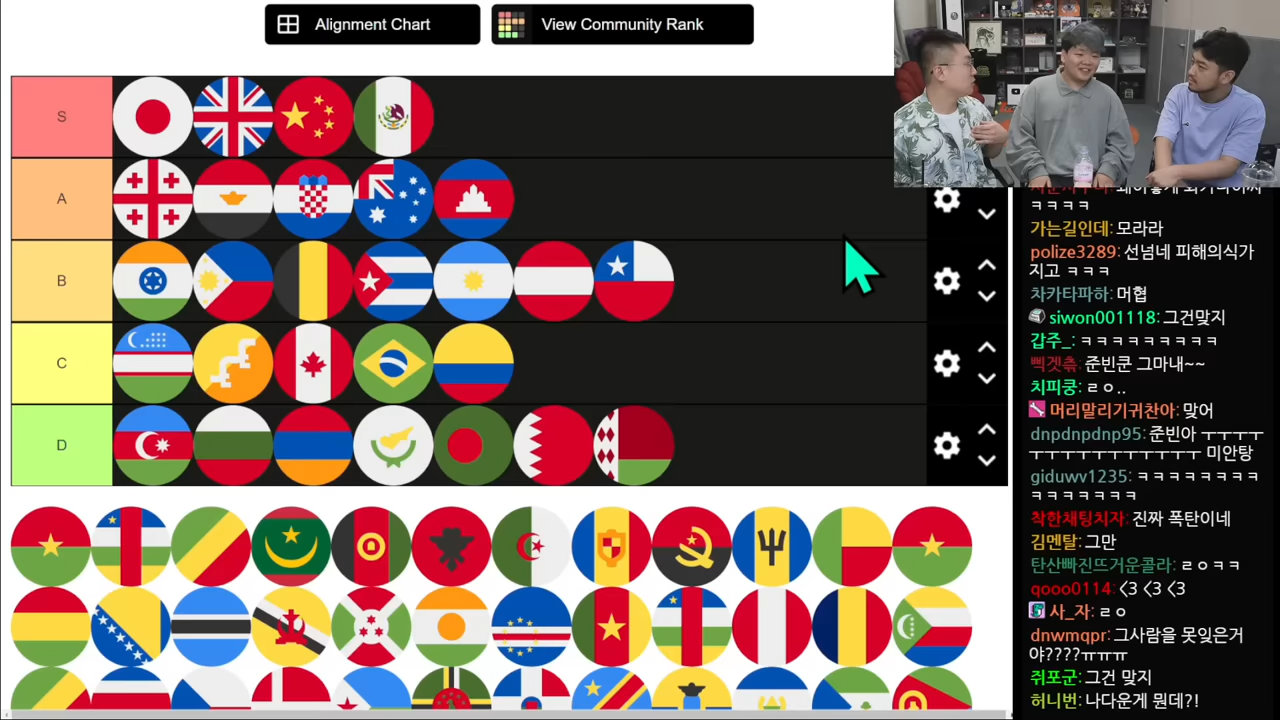 Alignment Chart
View Community Rank
S
A
B
C
D
ㅋㅋㅋㅋ
가는길인데: 모라라
polize3289: 선넘네 피해의식가
지고 ㅋㅋㅋ
차카타파하: 머협
siwon001118: 그건맞지
갑주_: ㅋㅋㅋㅋㅋㅋㅋㅋㅋ
삑겟츢: 준빈쿤 그마내~~
치피쿵: ㄹㅇ..
머리말리기귀찬아: 맞어
dnpdnpdnp95: 준빈아 ㅜㅜㅜㅜ
ㅜㅜㅜㅜㅜㅜㅜㅜㅜㅜㅜ 미안탕
giduwv1235: ㅋㅋㅋㅋㅋㅋㅋㅋ
ㅋㅋㅋㅋㅋㅋㅋ
착한채팅치자: 진짜 폭탄이네
김멘탈: 그만
탄산빠진뜨거운콜라: ㄹㅇㅋㅋ
qooo0114: <3 <3 <3
사_자: ㄹㅇ
dnwmqpr: 그사람을 못잊은거
야????ㅠㅠㅠ
쥐포군: 그건 맞지
허니번: 나다운게 뭔데?!